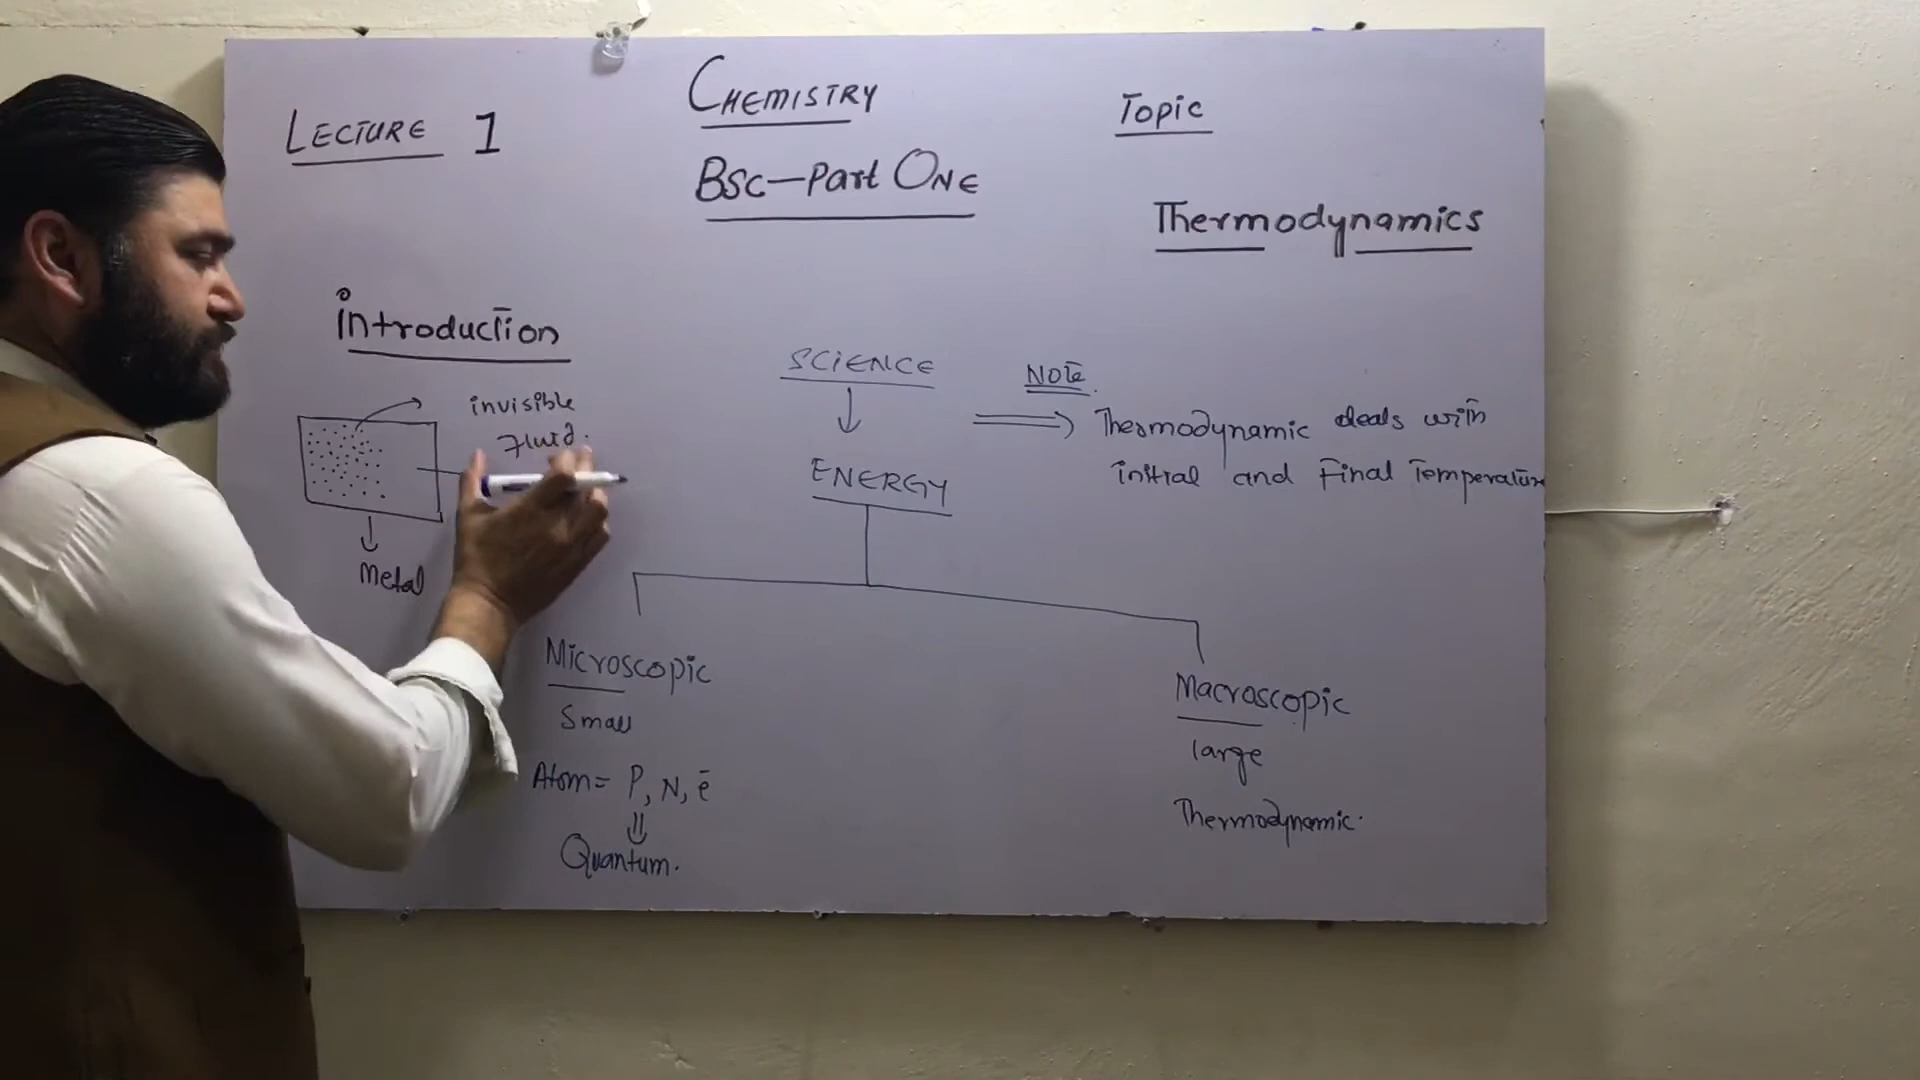 LECTURE 1
CHEMISTRY
BSc-Part ONE
Topic
Thermodynamics
introduction
invisible
Fluid.
Metal
SCiENCE
ENERGY
NOTE.
Thermodynamic deals with
initial and Final Temperature
Microscopic
Small
Atom = P, N, ē
Quantum.
Macroscopic
large
Thermodynamic.